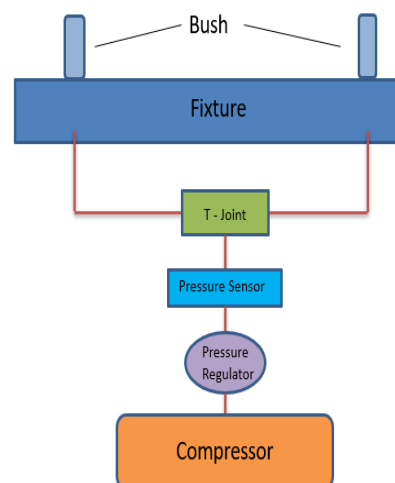 Bush
Fixture
T - Joint
Pressure Sensor
Pressure
Regulator
Compressor